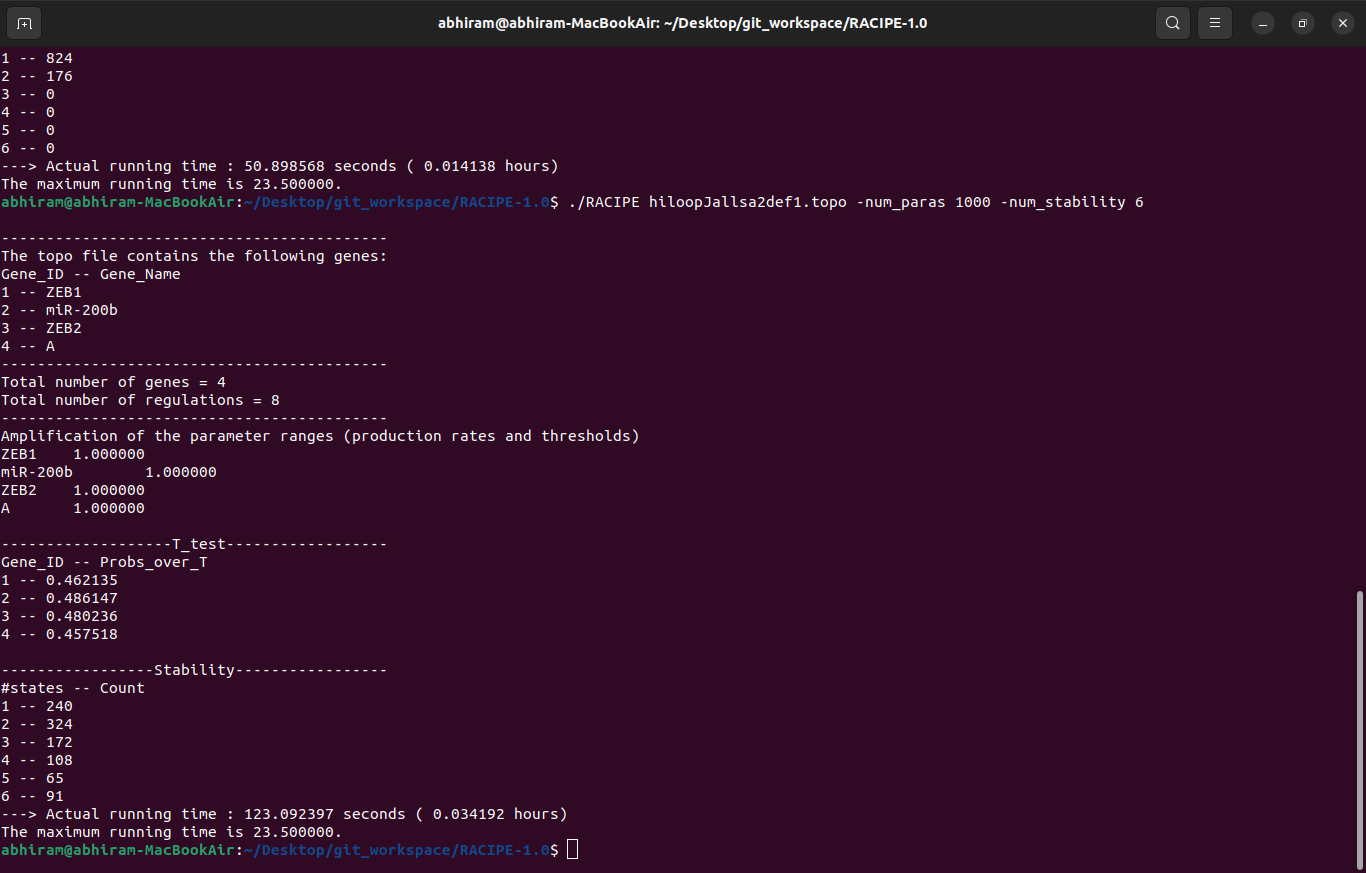 abhiram@abhiram-MacBookAir: ~/Desktop/git_workspace/RACIPE-1.0
1 -- 824
2 -- 176
3 -- 0
4 -- 0
5 -- 0
6 -- 0
---> Actual running time : 50.898568 seconds ( 0.014138 hours)
The maximum running time is 23.500000.
abhiram@abhiram-MacBookAir:~/Desktop/git_workspace/RACIPE-1.0$ ./RACIPE hiloopJallsa2def1.topo -num_paras 1000 -num_stability 6
-------------------------------------------
The topo file contains the following genes:
Gene_ID -- Gene_Name
1 -- ZEB1
2 -- miR-200b
3 -- ZEB2
4 -- A
-------------------------------------------
Total number of genes = 4
Total number of regulations = 8
-------------------------------------------
Amplification of the parameter ranges (production rates and thresholds)
ZEB1    1.000000
miR-200b        1.000000
ZEB2    1.000000
A       1.000000
-------------------T_test------------------
Gene_ID -- Probs_over_T
1 -- 0.462135
2 -- 0.486147
3 -- 0.480236
4 -- 0.457518
-----------------Stability-----------------
#states -- Count
1 -- 240
2 -- 324
3 -- 172
4 -- 108
5 -- 65
6 -- 91
---> Actual running time : 123.092397 seconds ( 0.034192 hours)
The maximum running time is 23.500000.
abhiram@abhiram-MacBookAir:~/Desktop/git_workspace/RACIPE-1.0$